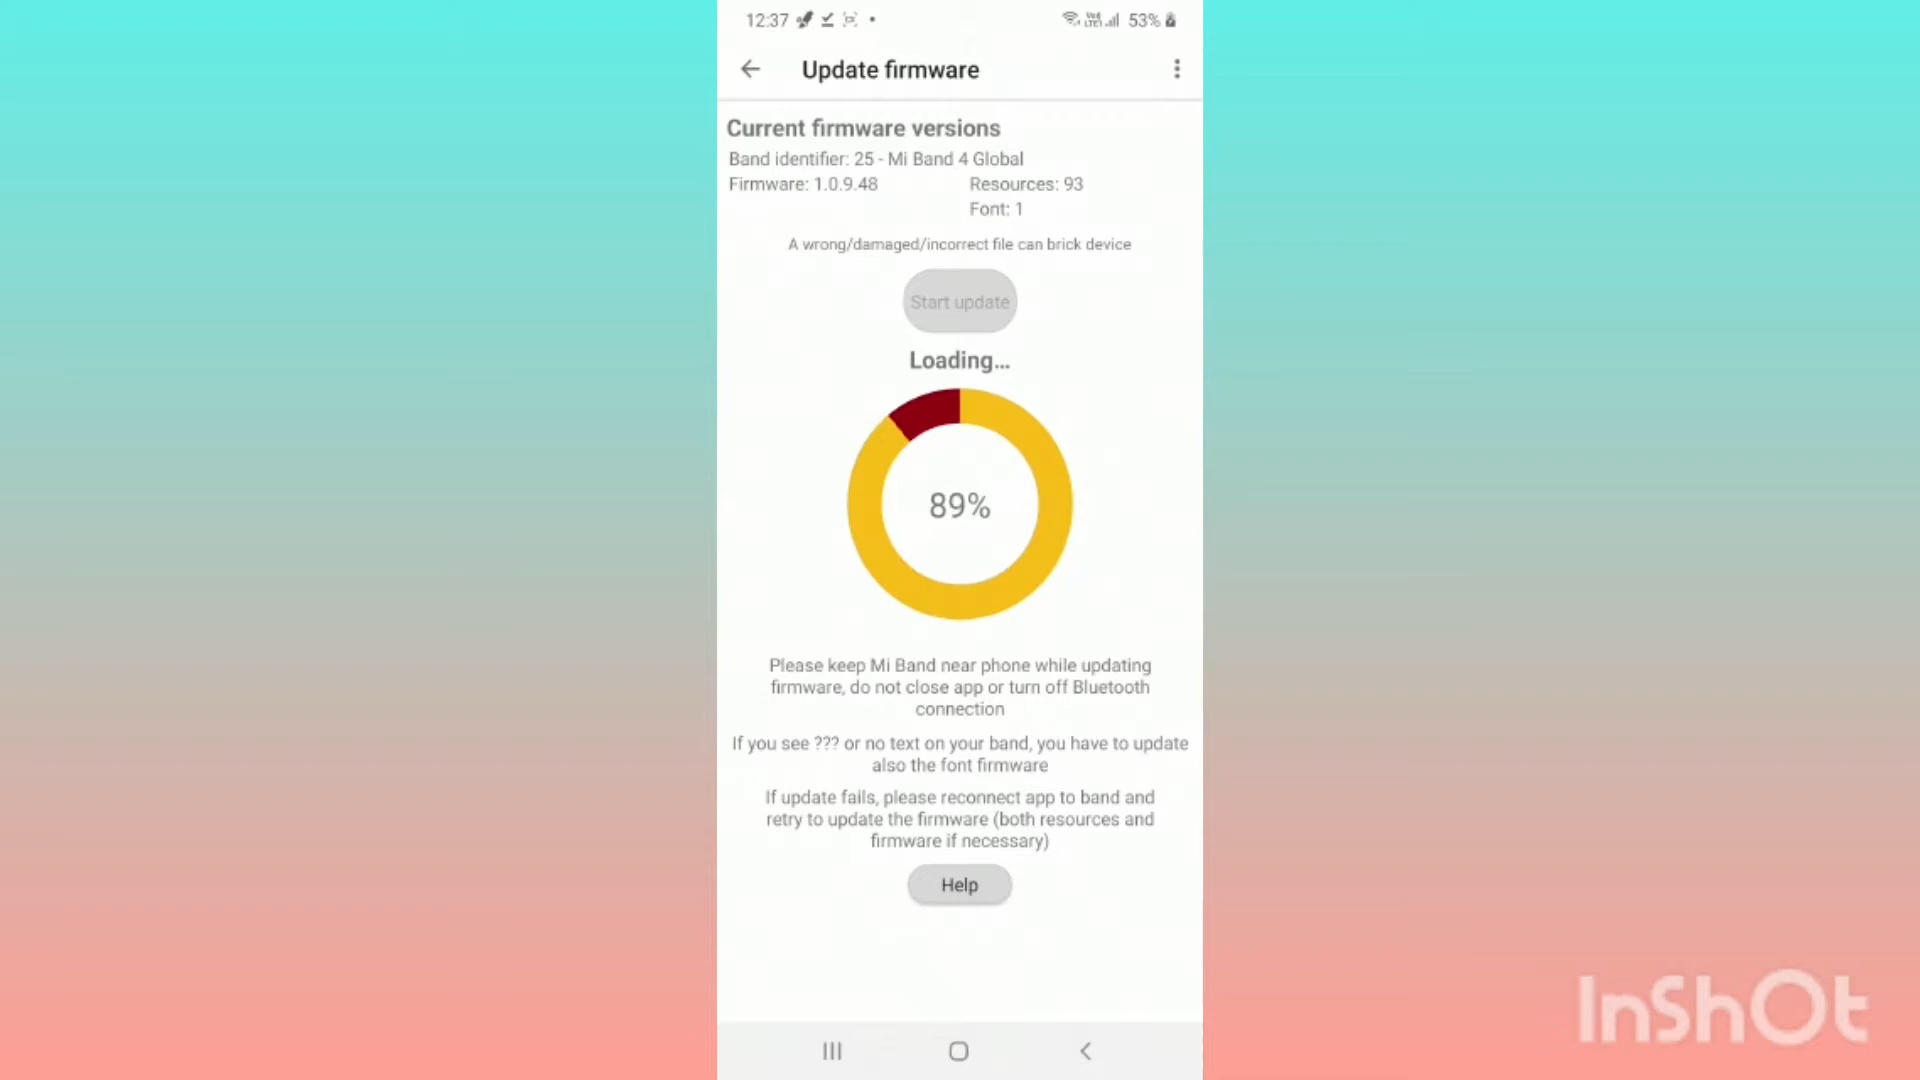 12:37
53%
Update firmware
Current firmware versions
Band identifier: 25 - Mi Band 4 Global
Firmware: 1.0.9.48
Resources: 93
Font: 1
A wrong/damaged/incorrect file can brick device
Start update
Loading...
89%
Please keep Mi Band near phone while updating
firmware, do not close app or turn off Bluetooth
connection
If you see ??? or no text on your band, you have to update
also the font firmware
If update fails, please reconnect app to band and
retry to update the firmware (both resources and
firmware if necessary)
Help
InShOt